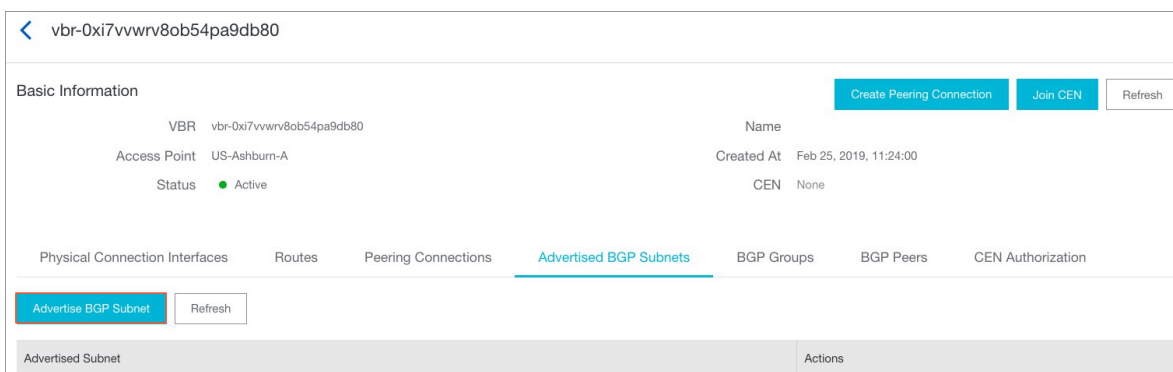 vbr-0xi7vvwrv8ob54pa9db80
Basic Information
Create Peering Connection Join CEN Refresh
VBR vbr-0xi7vvwrv8ob54pa9db80 Name
Access Point US-Ashburn-A Created At Feb 25, 2019, 11:24:00
Status Active CEN None
Physical Connection Interfaces Routes Peering Connections Advertised BGP Subnets BGP Groups BGP Peers CEN Authorization
Advertise BGP Subnet Refresh
Advertised Subnet Actions